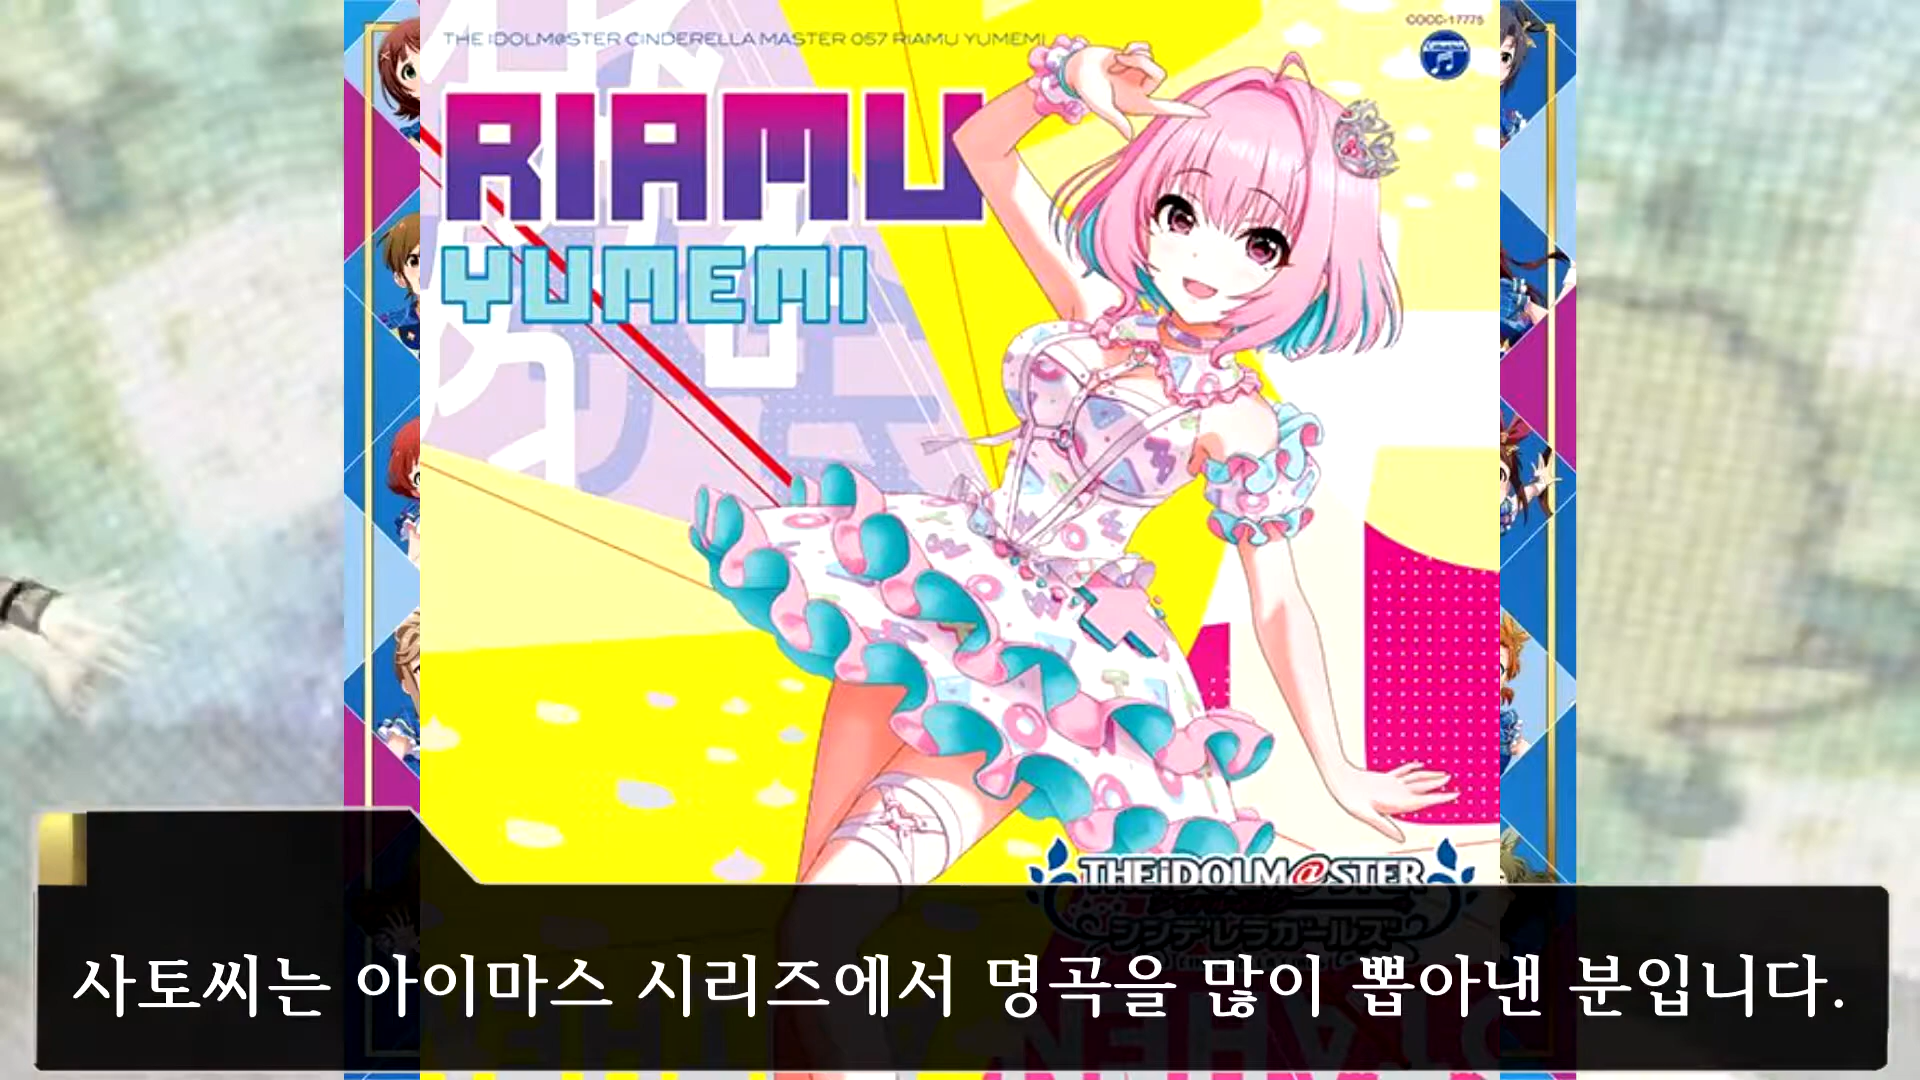 COCC-17775
THE iDOLM@STER CiNDERELLA MASTER 057 RIAMU YUMEMI
RIAMU
YUMEMI
THE iDOLM@STER
シンデレラガールズ
사토씨는 아이마스 시리즈에서 명곡을 많이 뽑아낸 분입니다.